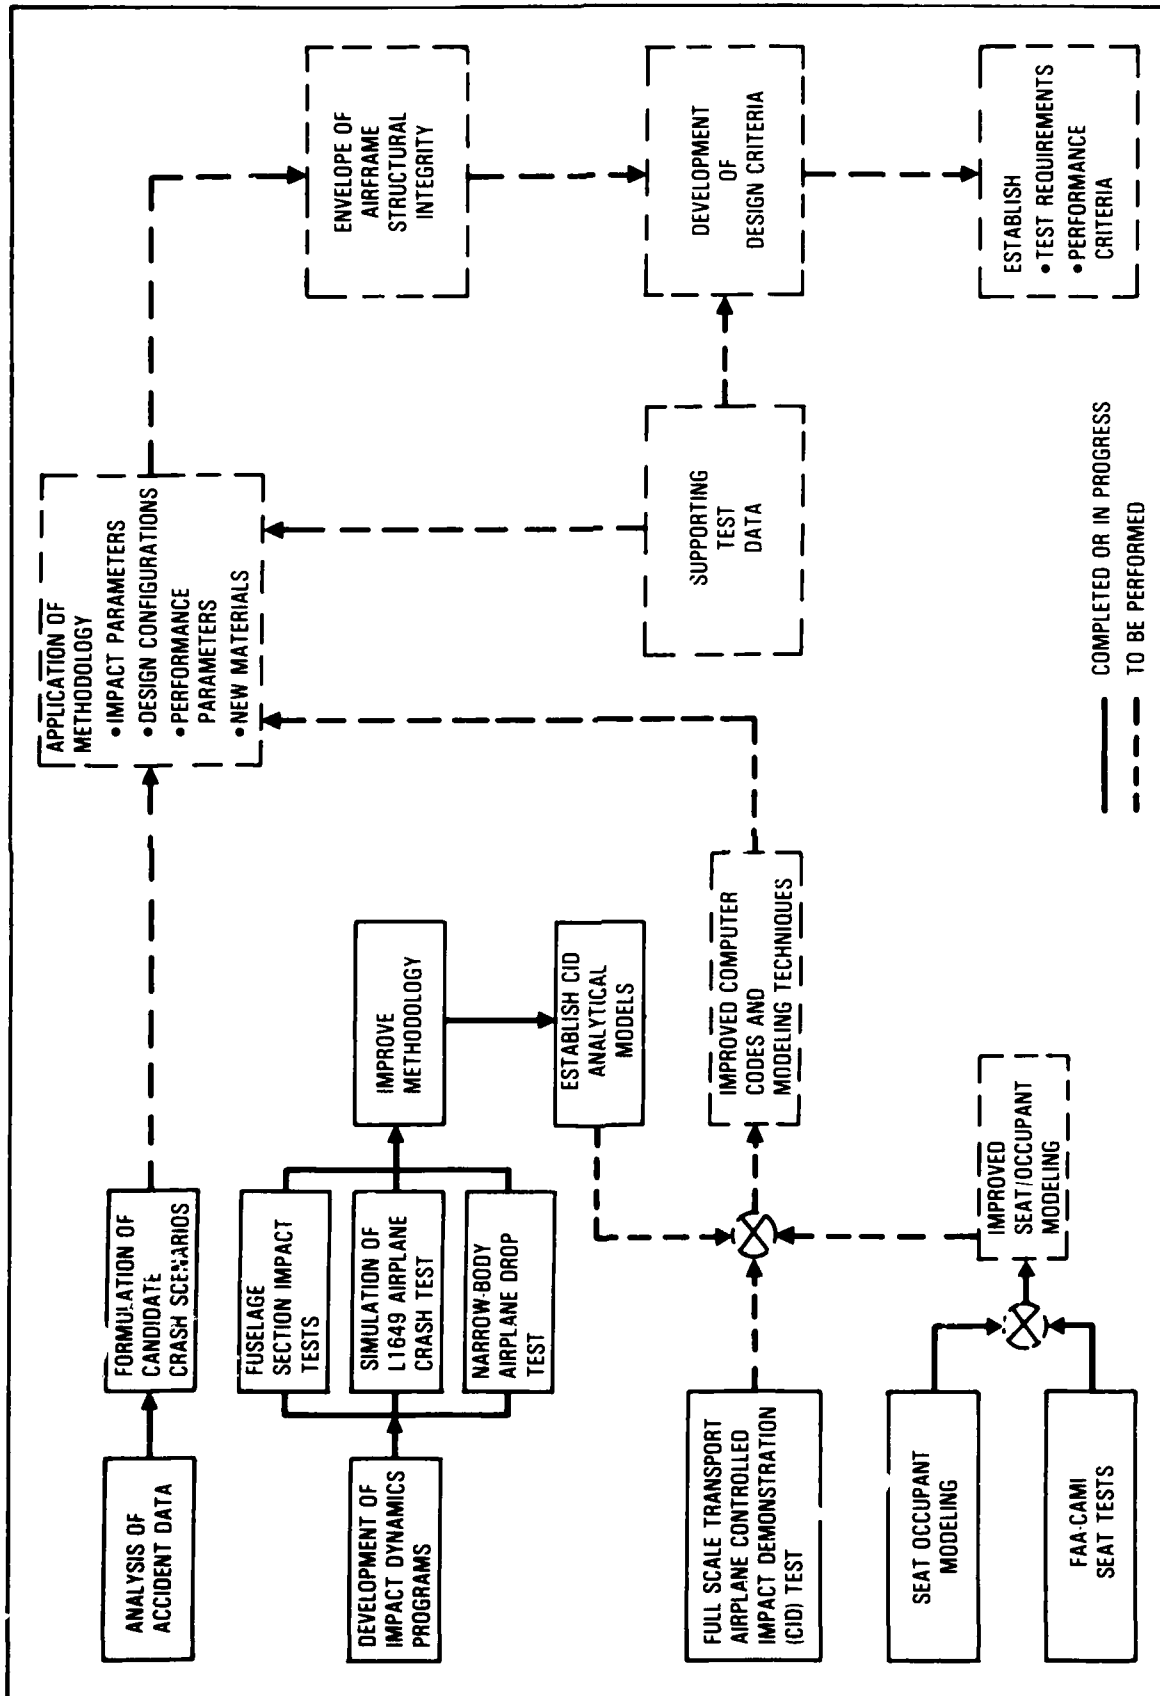 ANALYSIS OF
ACCIDENT DATA
FORMULATION OF
CANDIDATE
CRASH SCENARIOS
APPLICATION OF
METHODOLOGY
• IMPACT PARAMETERS
• DESIGN CONFIGURATIONS
• PERFORMANCE
PARAMETERS
• NEW MATERIALS
DEVELOPMENT OF
IMPACT DYNAMICS
PROGRAMS
FUSELAGE
SECTION IMPACT
TESTS
SIMULATION OF
L1649 AIRPLANE
CRASH TEST
NARROW-BODY
AIRPLANE DROP
TEST
IMPROVE
METHODOLOGY
ESTABLISH CID
ANALYTICAL
MODELS
ENVELOPE OF
AIRFRAME
STRUCTURAL
INTEGRITY
FULL SCALE TRANSPORT
AIRPLANE CONTROLLED
IMPACT DEMONSTRATION
(CID) TEST
IMPROVED COMPUTER
CODES AND
MODELING TECHNIQUES
SUPPORTING
TEST
DATA
DEVELOPMENT
OF
DESIGN CRITERIA
SEAT OCCUPANT
MODELING
FAA-CAMI
SEAT TESTS
IMPROVED
SEAT/OCCUPANT
MODELING
ESTABLISH
• TEST REQUIREMENTS
• PERFORMANCE
CRITERIA
COMPLETED OR IN PROGRESS
TO BE PERFORMED